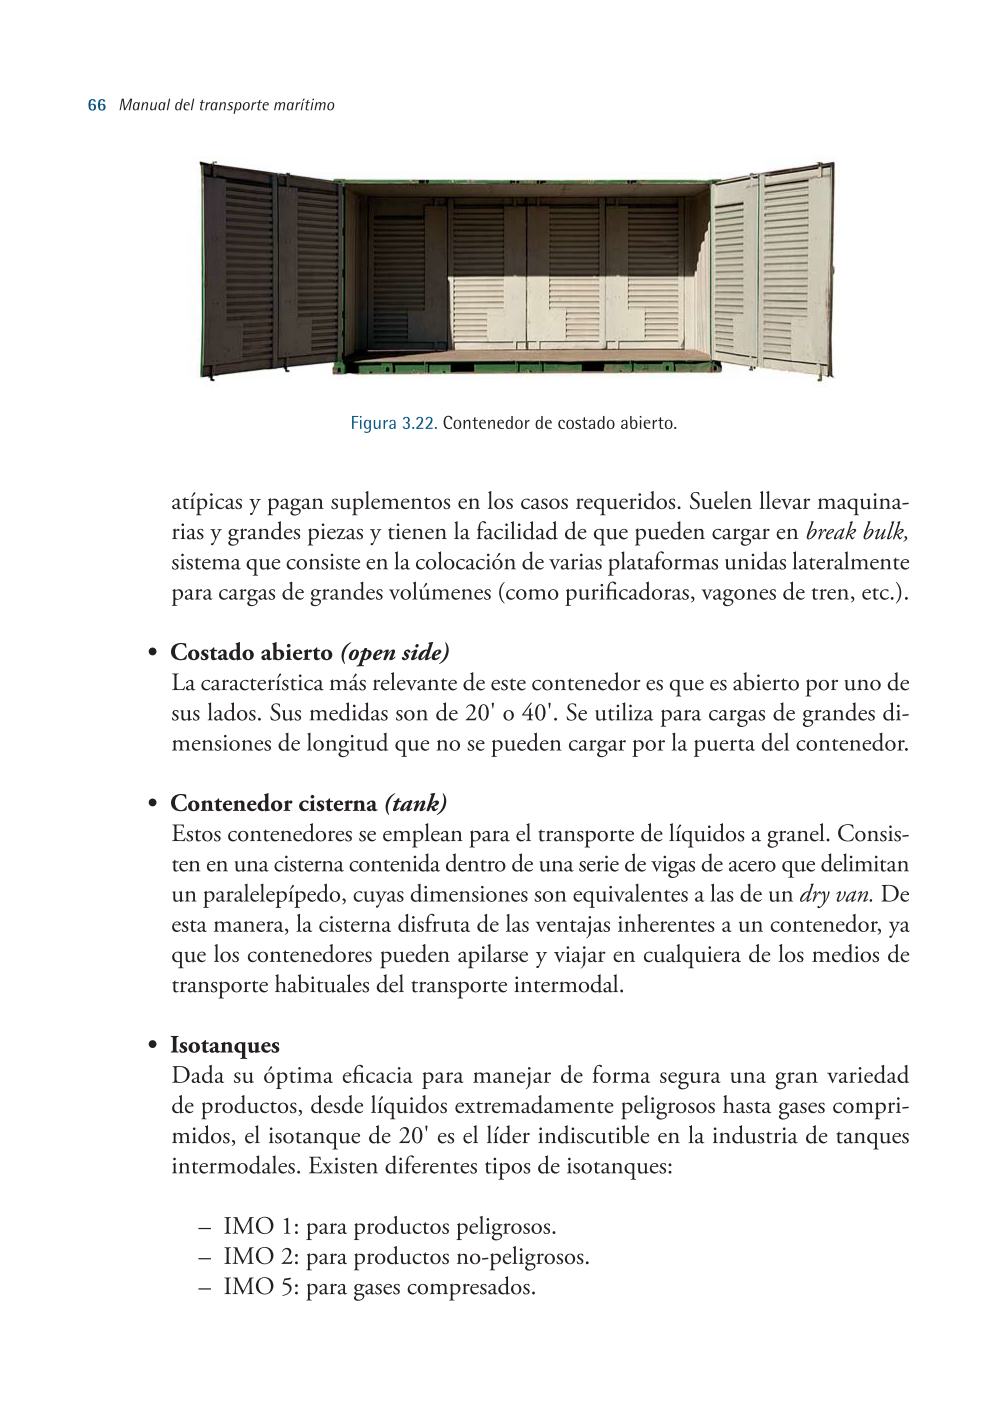 66 Manual del transporte marítimo
Figura 3.22. Contenedor de costado abierto.
atípicas y pagan suplementos en los casos requeridos. Suelen llevar maquina-
rias y grandes piezas y tienen la facilidad de que pueden cargar en break bulk,
sistema que consiste en la colocación de varias plataformas unidas lateralmente
para cargas de grandes volúmenes (como purificadoras, vagones de tren, etc.).
• Costado abierto (open side)
La característica más relevante de este contenedor es que es abierto por uno de
sus lados. Sus medidas son de 20' o 40'. Se utiliza para cargas de grandes di-
mensiones de longitud que no se pueden cargar por la puerta del contenedor.
• Contenedor cisterna (tank)
Estos contenedores se emplean para el transporte de líquidos a granel. Consis-
ten en una cisterna contenida dentro de una serie de vigas de acero que delimitan
un paralelepípedo, cuyas dimensiones son equivalentes a las de un dry van. De
esta manera, la cisterna disfruta de las ventajas inherentes a un contenedor, ya
que los contenedores pueden apilarse y viajar en cualquiera de los medios de
transporte habituales del transporte intermodal.
• Isotanques
Dada su óptima eficacia para manejar de forma segura una gran variedad
de productos, desde líquidos extremadamente peligrosos hasta gases compri-
midos, el isotanque de 20' es el líder indiscutible en la industria de tanques
intermodales. Existen diferentes tipos de isotanques:
– IMO 1: para productos peligrosos.
– IMO 2: para productos no-peligrosos.
– IMO 5: para gases compresados.